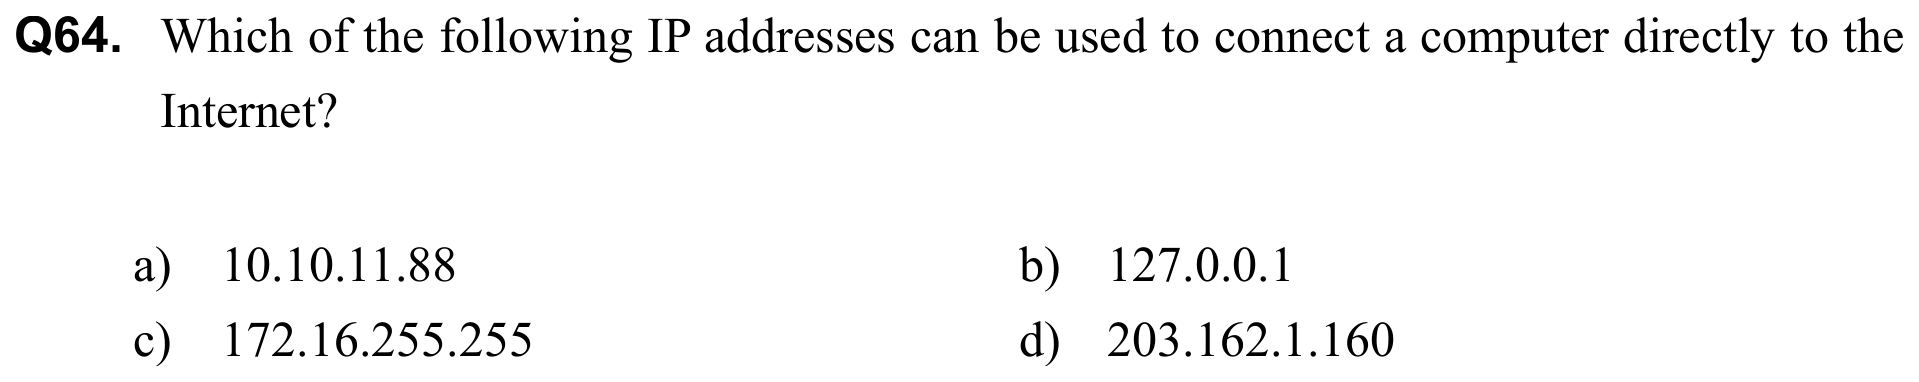 Q64. Which of the following IP addresses can be used to connect a computer directly to the
Internet?
a) 10.10.11.88 b) 127.0.0.1
c) 172.16.255.255 d) 203.162.1.160